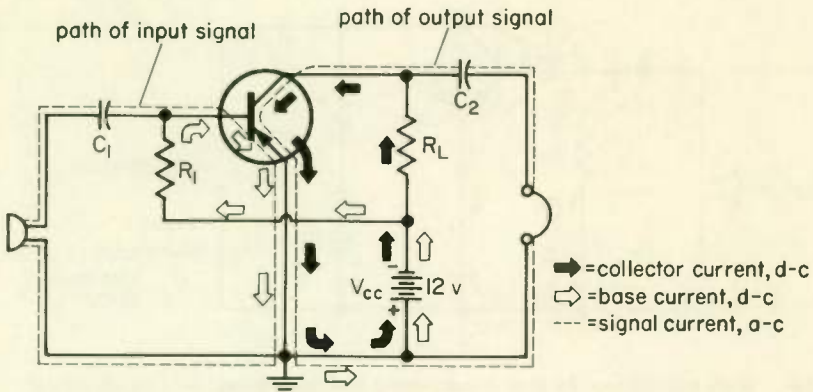 path of input signal
path of output signal
C1
C2
R1
RL
Vcc
12 v
−
+
=collector current, d-c
=base current, d-c
=signal current, a-c